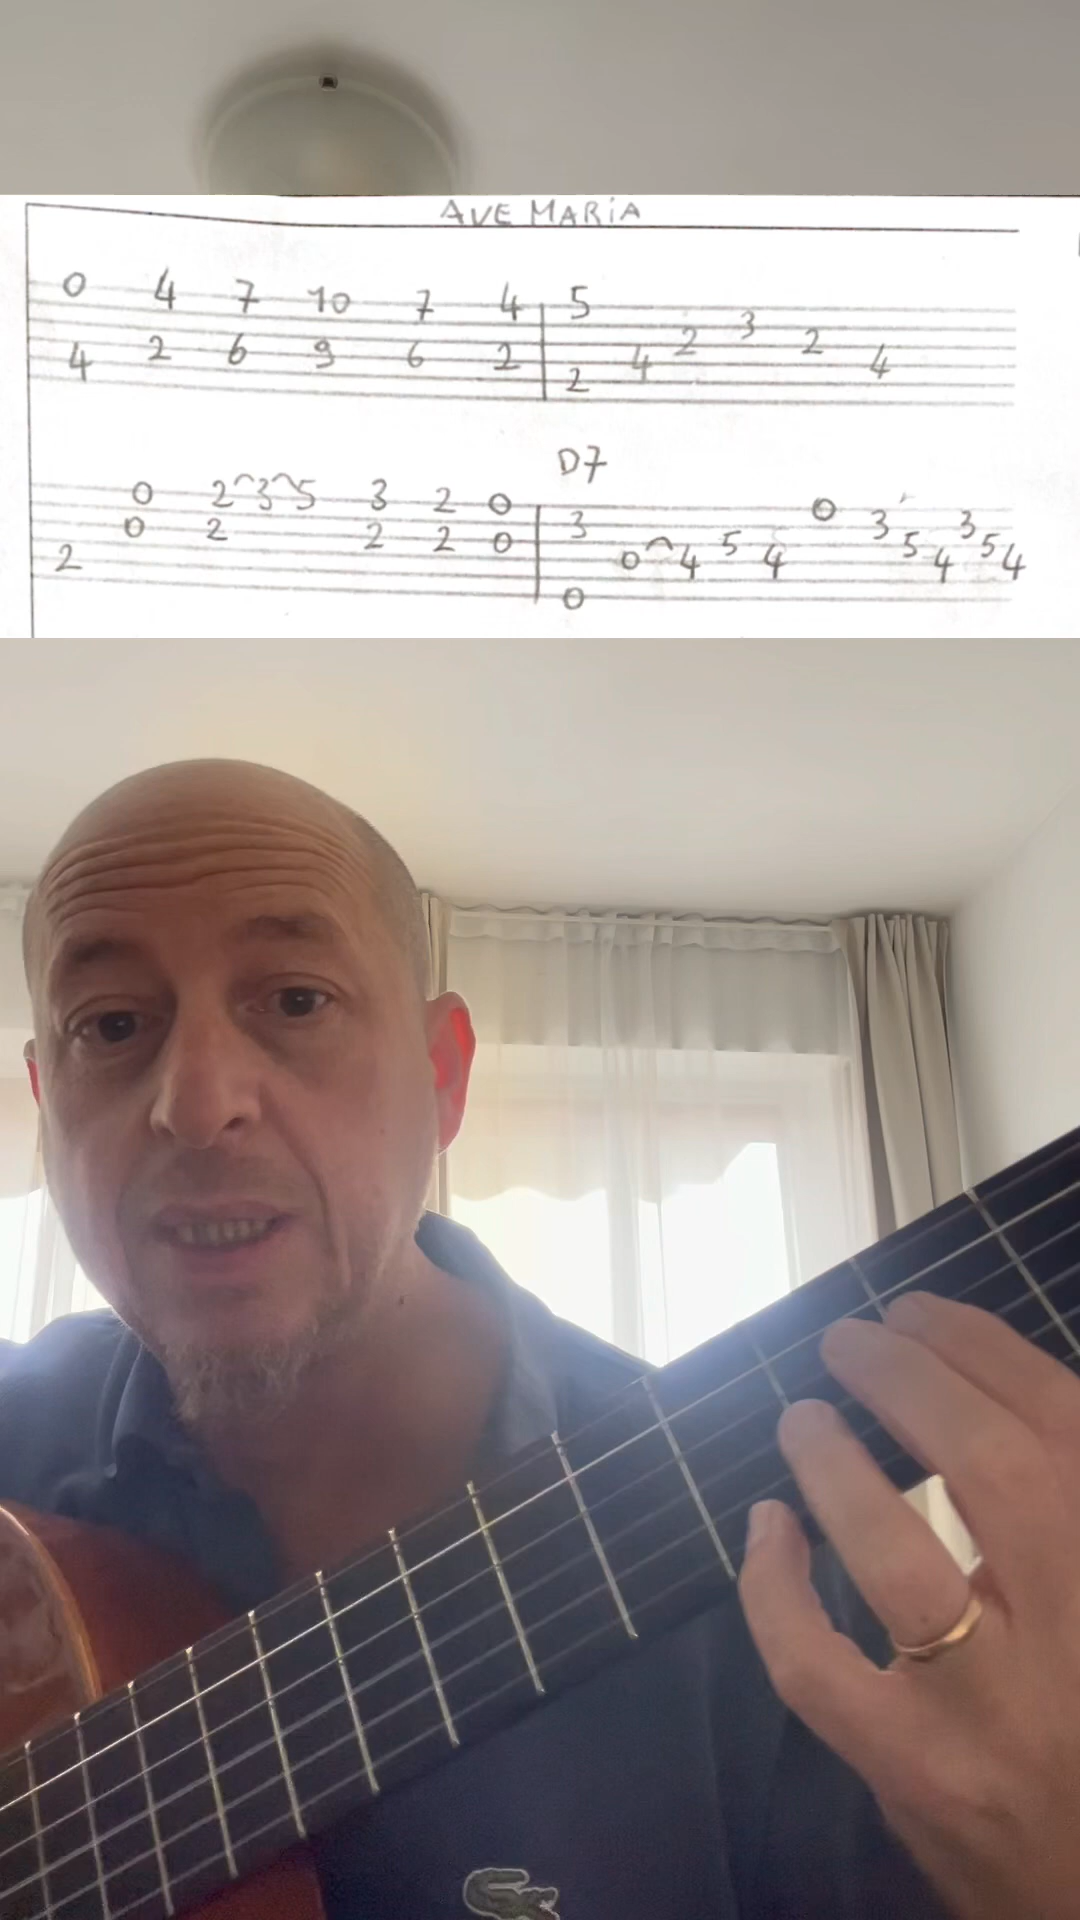 AVE MARIA
0 4 7 10 7 4 5
3
2
4 2 6 9 6 2 4 2 4
2
D7
0 2 3 5 3 2 0 0
0 2 2 2 0 3 3 3
2 0 4 5 4 5 4 5 4
0